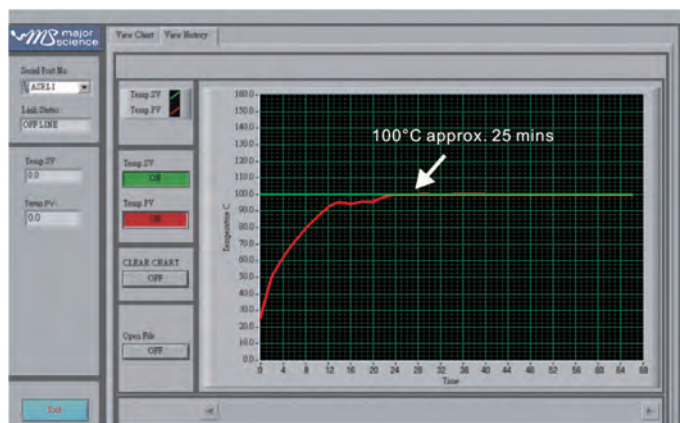 major
science
View Chart View History
Serial Port No:
ASRL1
Link Status:
OFF LINE
Temp.SV
0.0
Temp.PV
0.0
Exit
Temp.SV
Temp.PV
Temp.SV
ON
Temp.PV
ON
CLEAR CHART
OFF
Open File
OFF
100°C approx. 25 mins
Temperature C
160.0
150.0
140.0
130.0
120.0
110.0
100.0
90.0
80.0
70.0
60.0
50.0
40.0
30.0
20.0
10.0
0.0
0 4 8 12 16 20 24 28 32 36 40 44 48 52 56 60 64 68
Time